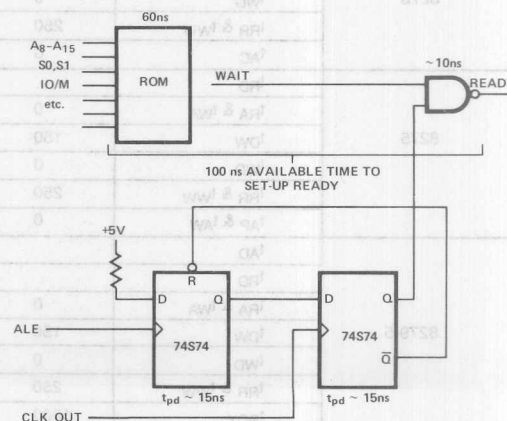 60ns
A8–A15
S0,S1
IO/M
etc.
ROM
WAIT
~10ns
READY
100 ns AVAILABLE TIME TO
SET-UP READY
+5V
R
D Q
74S74
D Q
74S74
Q̅
ALE
tpd ~ 15ns
tpd ~ 15ns
CLK OUT